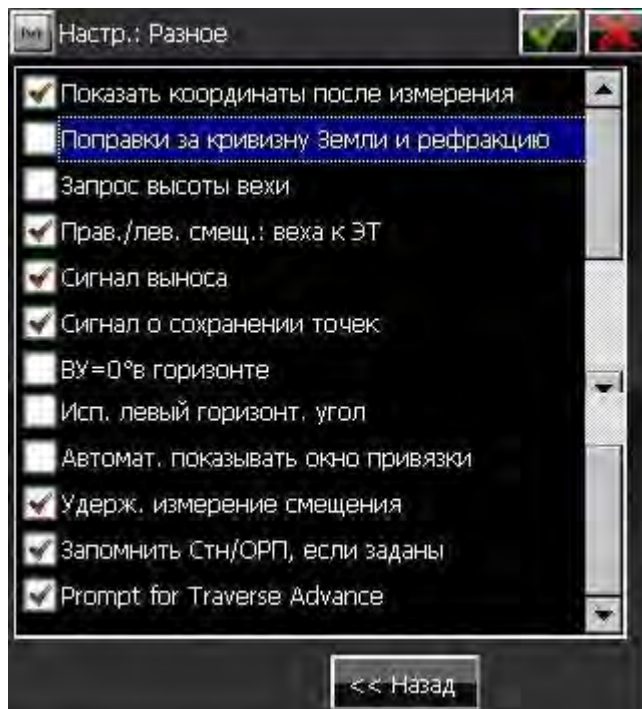 Настр.: Разное
Показать координаты после измерения
Поправки за кривизну Земли и рефракцию
Запрос высоты вехи
Прав./лев. смещ.: веха к ЭТ
Сигнал выноса
Сигнал о сохранении точек
ВУ=0°в горизонте
Исп. левый горизонт. угол
Автомат. показывать окно привязки
Удерж. измерение смещения
Запомнить Стн/ОРП, если заданы
Prompt for Traverse Advance
<< Назад